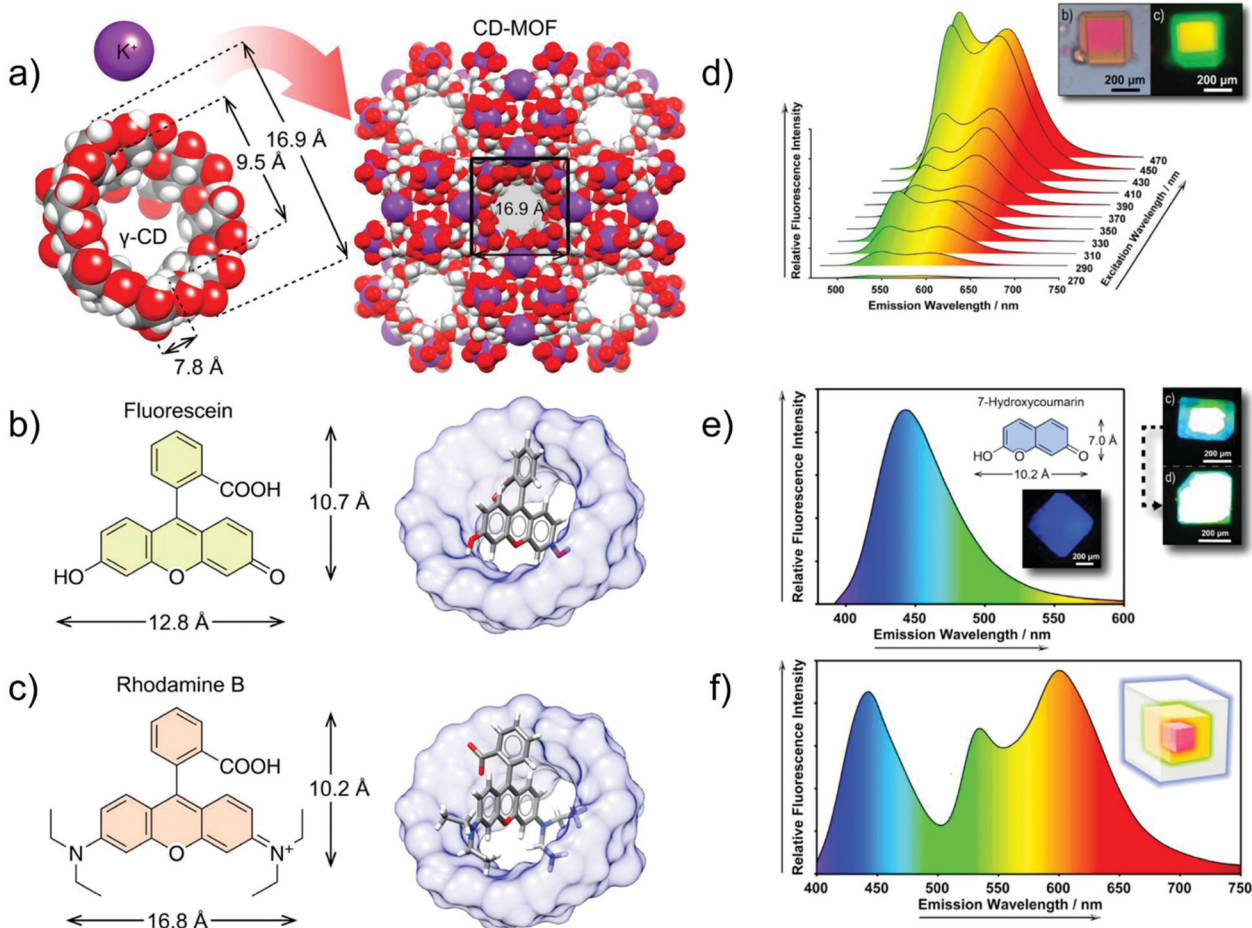 a)
K⁺
γ-CD
16.9 Å
9.5 Å
7.8 Å
CD-MOF
16.9 Å
b)
Fluorescein
COOH
HO
O
O
10.7 Å
12.8 Å
c)
Rhodamine B
COOH
N
O
N⁺
10.2 Å
16.8 Å
d)
Relative Fluorescence Intensity
b)
200 µm
c)
200 µm
470
450
430
410
390
370
350
330
310
290
270
Excitation Wavelength / nm
500 550 600 650 700 750
Emission Wavelength / nm
e)
Relative Fluorescence Intensity
7-Hydroxycoumarin
HO
O
O
7.0 Å
10.2 Å
200 µm
c)
200 µm
d)
200 µm
400 450 500 550 600
Emission Wavelength / nm
f)
Relative Fluorescence Intensity
400 450 500 550 600 650 700 750
Emission Wavelength / nm